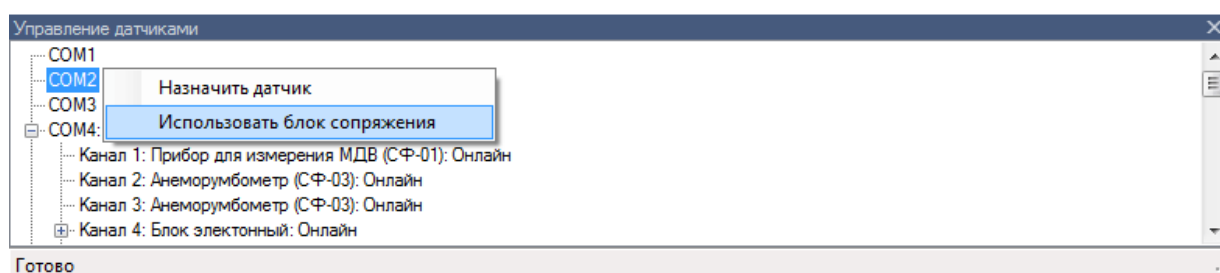 Управление датчиками
COM1
COM2
Назначить датчик
COM3
Использовать блок сопряжения
COM4:
Канал 1: Прибор для измерения МДВ (СФ-01): Онлайн
Канал 2: Анеморумбометр (СФ-03): Онлайн
Канал 3: Анеморумбометр (СФ-03): Онлайн
Канал 4: Блок электонный: Онлайн
Готово